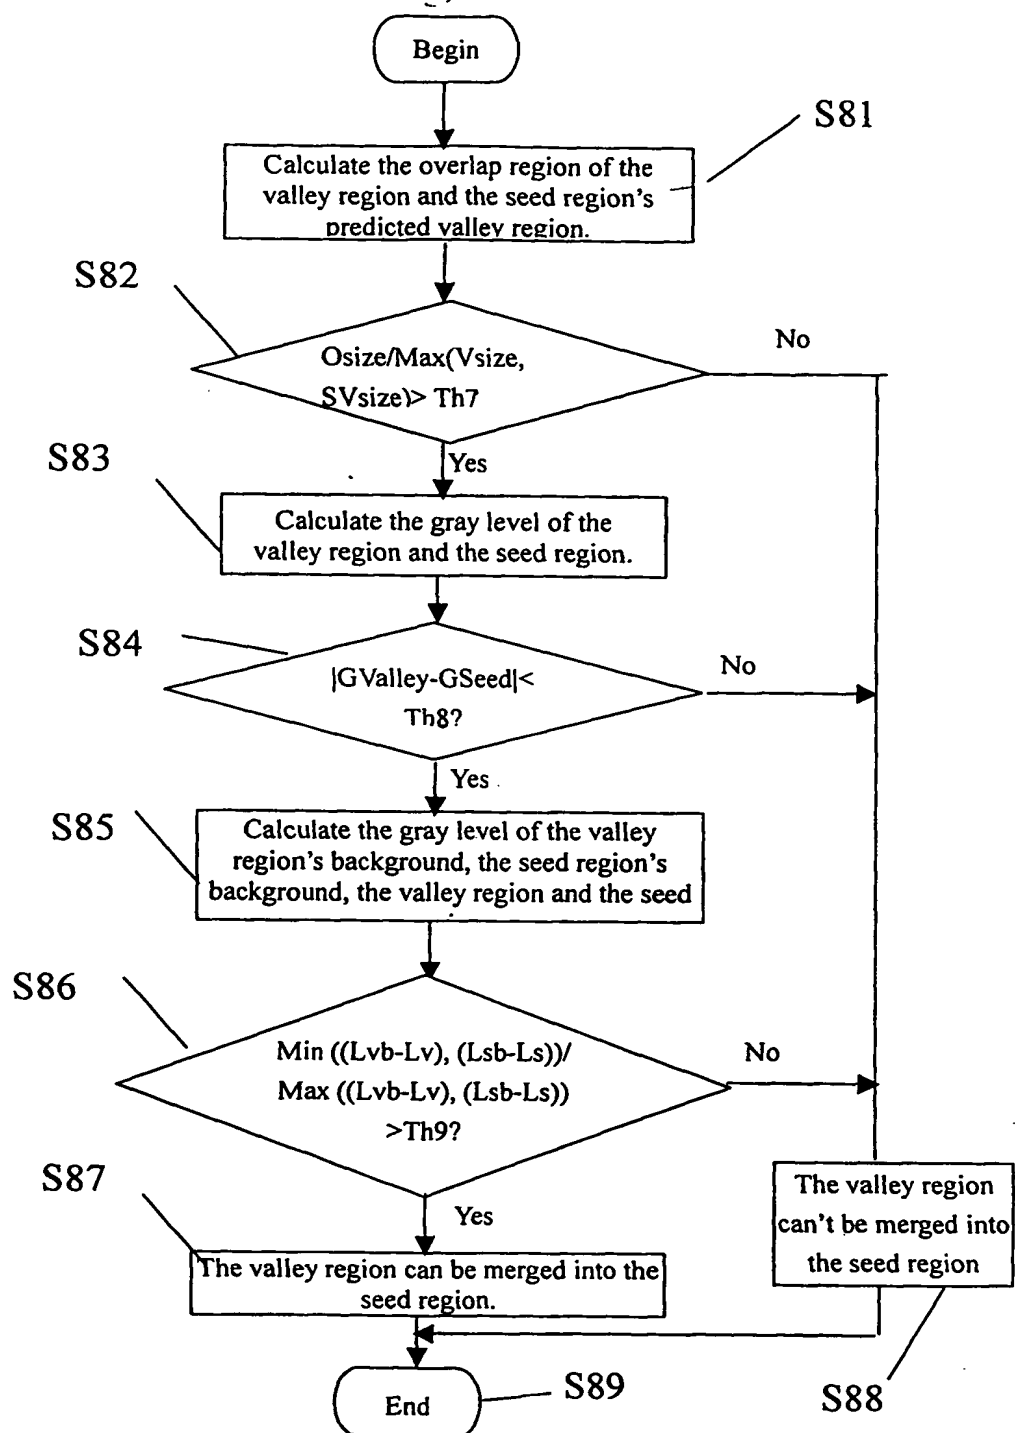 Begin
S81
Calculate the overlap region of the
valley region and the seed region's
predicted valley region.
S82
Osize/Max(Vsize,
SVsize)> Th7
No
Yes
S83
Calculate the gray level of the
valley region and the seed region.
S84
|GValley-GSeed|<
Th8?
No
Yes
S85
Calculate the gray level of the valley
region's background, the seed region's
background, the valley region and the seed
S86
Min ((Lvb-Lv), (Lsb-Ls))/
Max ((Lvb-Lv), (Lsb-Ls))
>Th9?
No
Yes
S87
The valley region can be merged into the
seed region.
The valley region
can't be merged into
the seed region
S88
End
S89